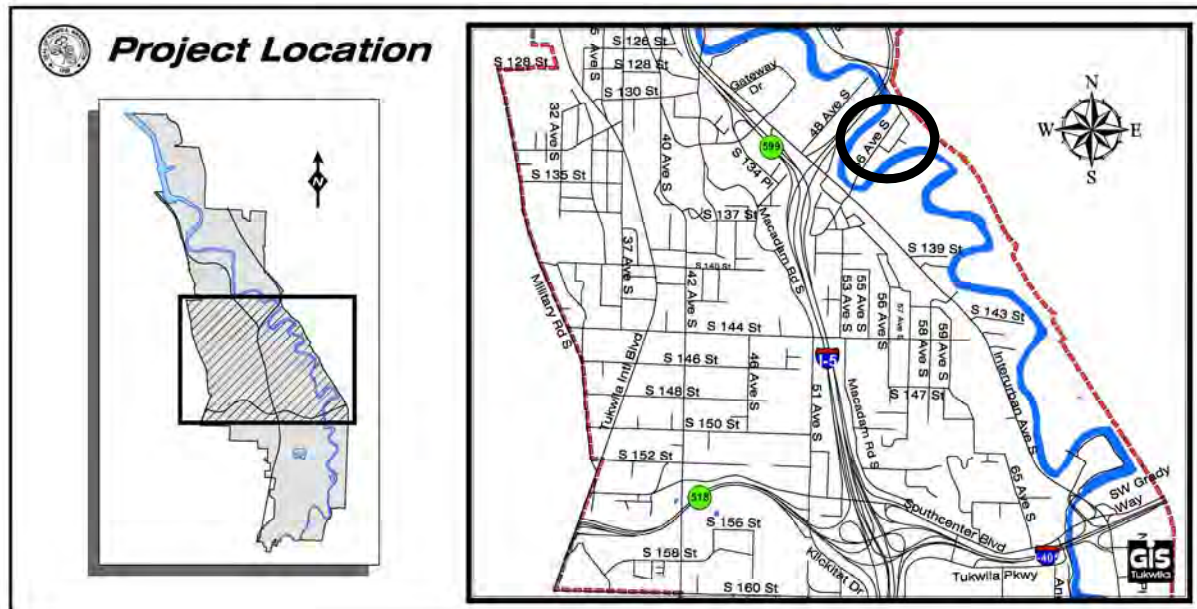 Project Location
N
N
W
E
S
S 126 St
S 128 St
S 128 St
S 130 St
Gateway
Dr
48 Ave S
6 Ave S
32 Ave S
40 Ave S
599
S 134 Pl
S 135 St
S 137 St
Macadam Rd S
S 139 St
37 Ave S
S 140 St
42 Ave S
Military Rd S
53 Ave S
55 Ave S
56 Ave S
57 Ave S
58 Ave S
59 Ave S
S 143 St
S 144 St
Interurban Ave S
S 146 St
46 Ave S
I-5
Tukwila Intl Blvd
S 148 St
51 Ave S
Macadam Rd S
S 147 St
S 150 St
S 152 St
65 Ave S
SW Grady
Way
518
Southcenter Blvd
S 156 St
Klickitat Dr
S 158 St
Tukwila Pkwy
S 160 St
GIS
Tukwila